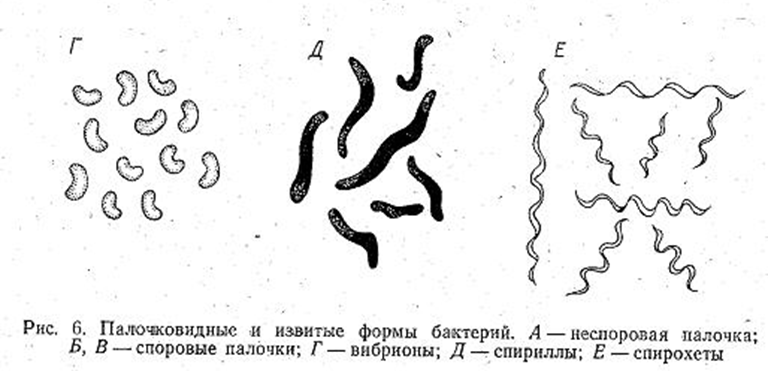 Г Д Е
Рис. 6. Палочковидные и извитые формы бактерий. А — неспоровая палочка;
Б, В — споровые палочки; Г — вибрионы; Д — спириллы; Е — спирохеты